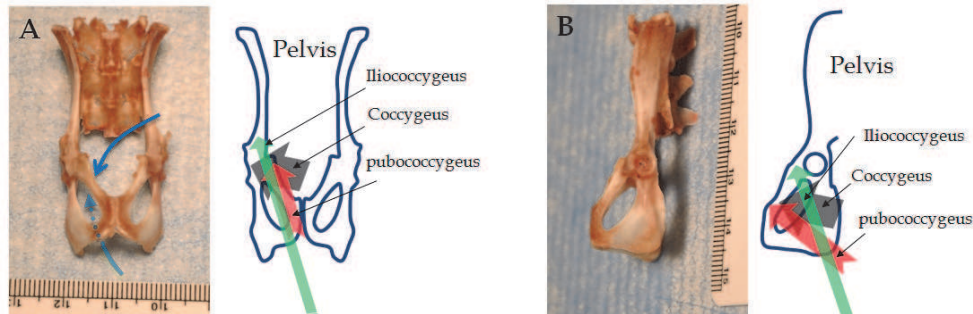 A
Pelvis
Iliococcygeus
Coccygeus
pubococcygeus
B
Pelvis
Iliococcygeus
Coccygeus
pubococcygeus